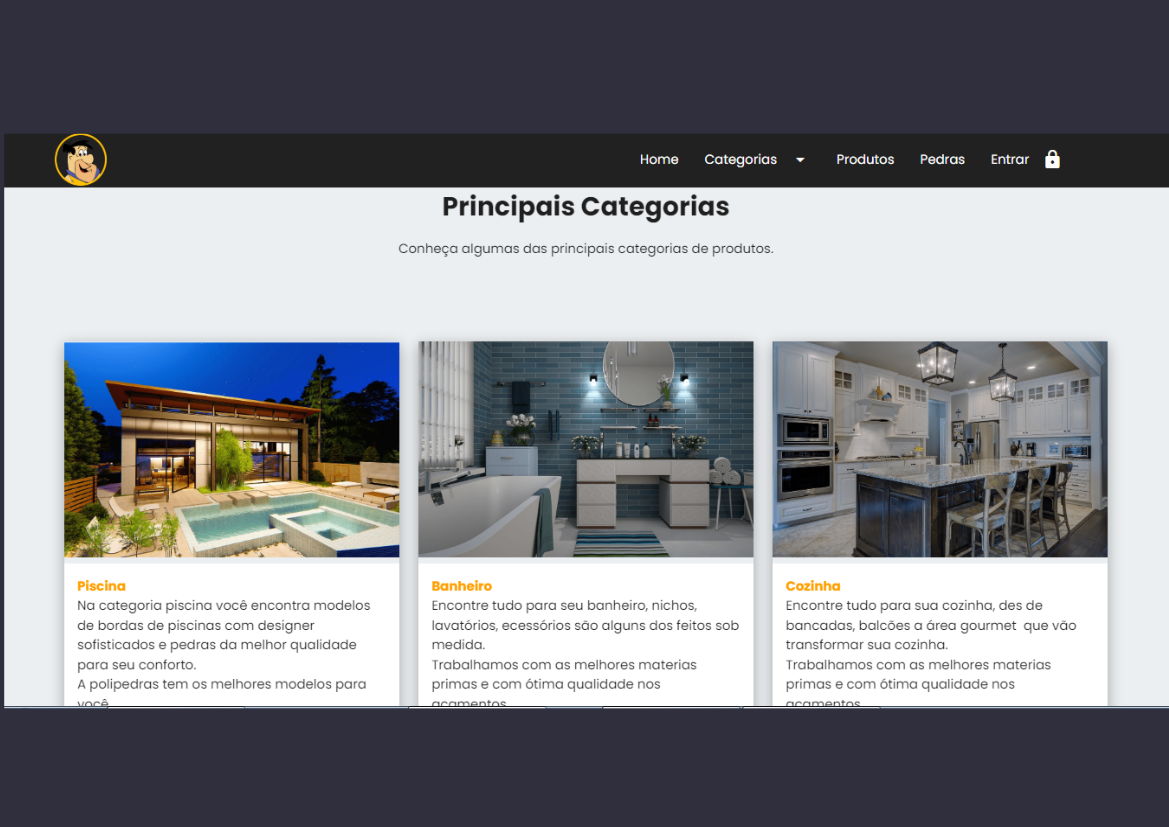 Home Categorias Produtos Pedras Entrar
Principais Categorias
Conheça algumas das principais categorias de produtos.
Piscina
Na categoria piscina você encontra modelos
de bordas de piscinas com designer
sofisticados e pedras da melhor qualidade
para seu conforto.
A polipedras tem os melhores modelos para
você
Banheiro
Encontre tudo para seu banheiro, nichos,
lavatórios, ecessórios são alguns dos feitos sob
medida.
Trabalhamos com as melhores materias
primas e com ótima qualidade nos
acamentos
Cozinha
Encontre tudo para sua cozinha, des de
bancadas, balcões a área gourmet que vão
transformar sua cozinha.
Trabalhamos com as melhores materias
primas e com ótima qualidade nos
acamentos